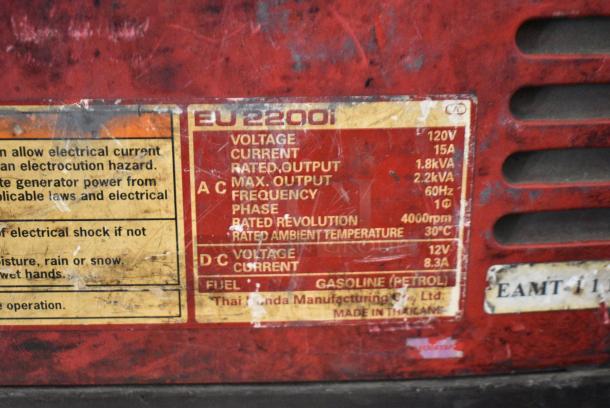 n allow electrical current
an electrocution hazard.
te generator power from
plicable laws and electrical
f electrical shock if not
oisture, rain or snow.
wet hands.
e operation.
EU 2200i
VOLTAGE 120V
CURRENT 15A
RATED OUTPUT 1.8kVA
AC MAX. OUTPUT 2.2kVA
FREQUENCY 60Hz
PHASE 1Φ
RATED REVOLUTION 4000rpm
RATED AMBIENT TEMPERATURE 30°C
DC VOLTAGE 12V
CURRENT 8.3A
FUEL GASOLINE (PETROL)
Thai Honda Manufacturing Co., Ltd.
MADE IN THAILAND
EAMT-11